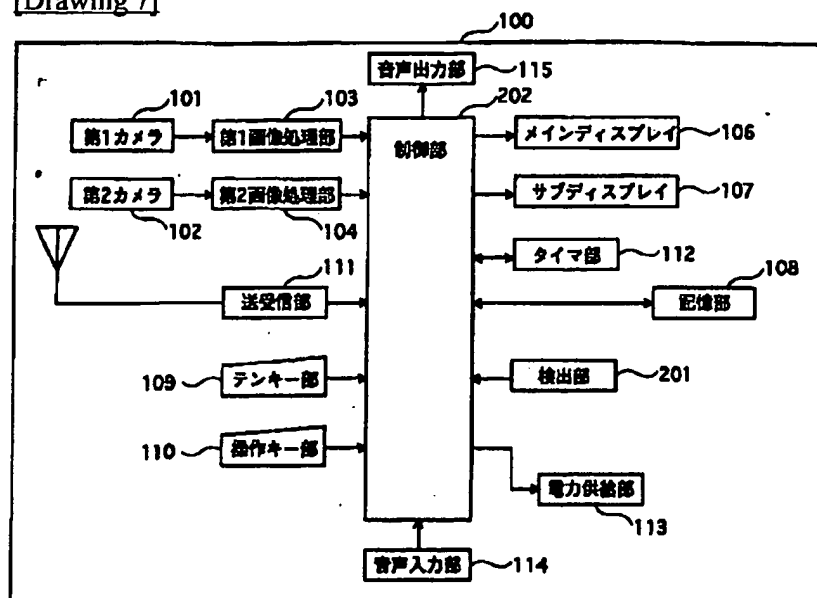 [Drawing 7]
100
音声出力部 115
101 103 202
第1カメラ 第1画像処理部 制御部 メインディスプレイ 106
第2カメラ 第2画像処理部 サブディスプレイ 107
102 104
タイマ部 112
111 108
送受信部 記憶部
109 テンキー部 検出部 201
110 操作キー部
電力供給部
113
音声入力部 114